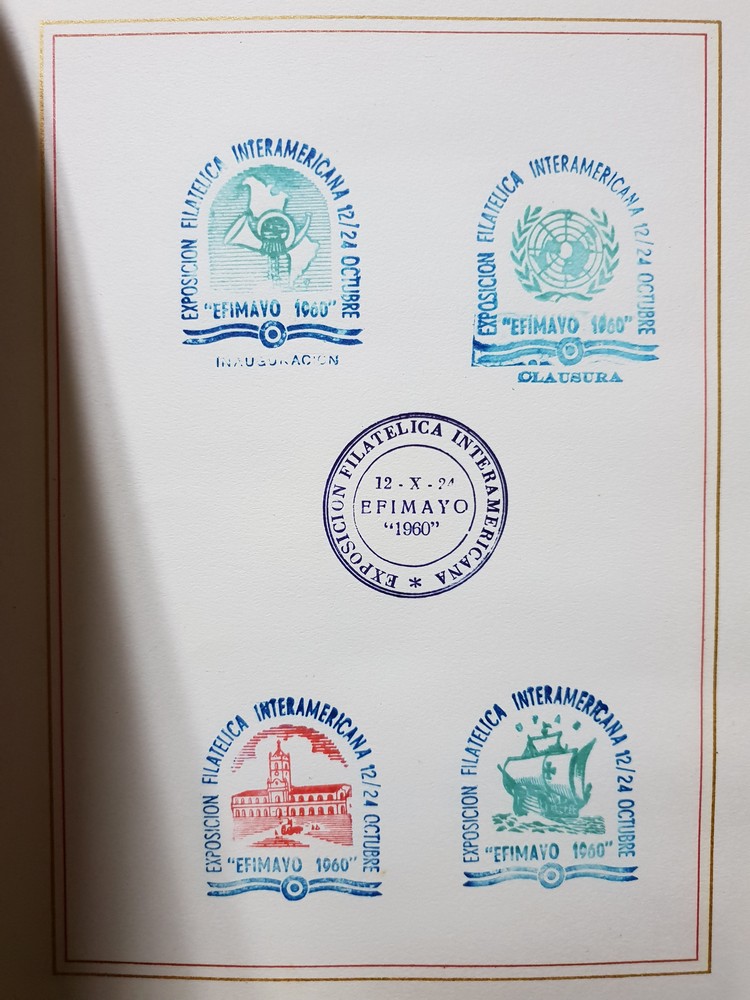 EXPOSICION FILATELICA INTERAMERICANA 12/24 OCTUBRE
"EFIMAYO 1960"
INAUGURACION
EXPOSICION FILATELICA INTERAMERICANA 12/24 OCTUBRE
"EFIMAYO 1960"
CLAUSURA
EXPOSICION FILATELICA INTERAMERICANA *
12-X-24
EFIMAYO
"1960"
EXPOSICION FILATELICA INTERAMERICANA 12/24 OCTUBRE
"EFIMAYO 1960"
UPAE
EXPOSICION FILATELICA INTERAMERICANA 12/24 OCTUBRE
"EFIMAYO 1960"